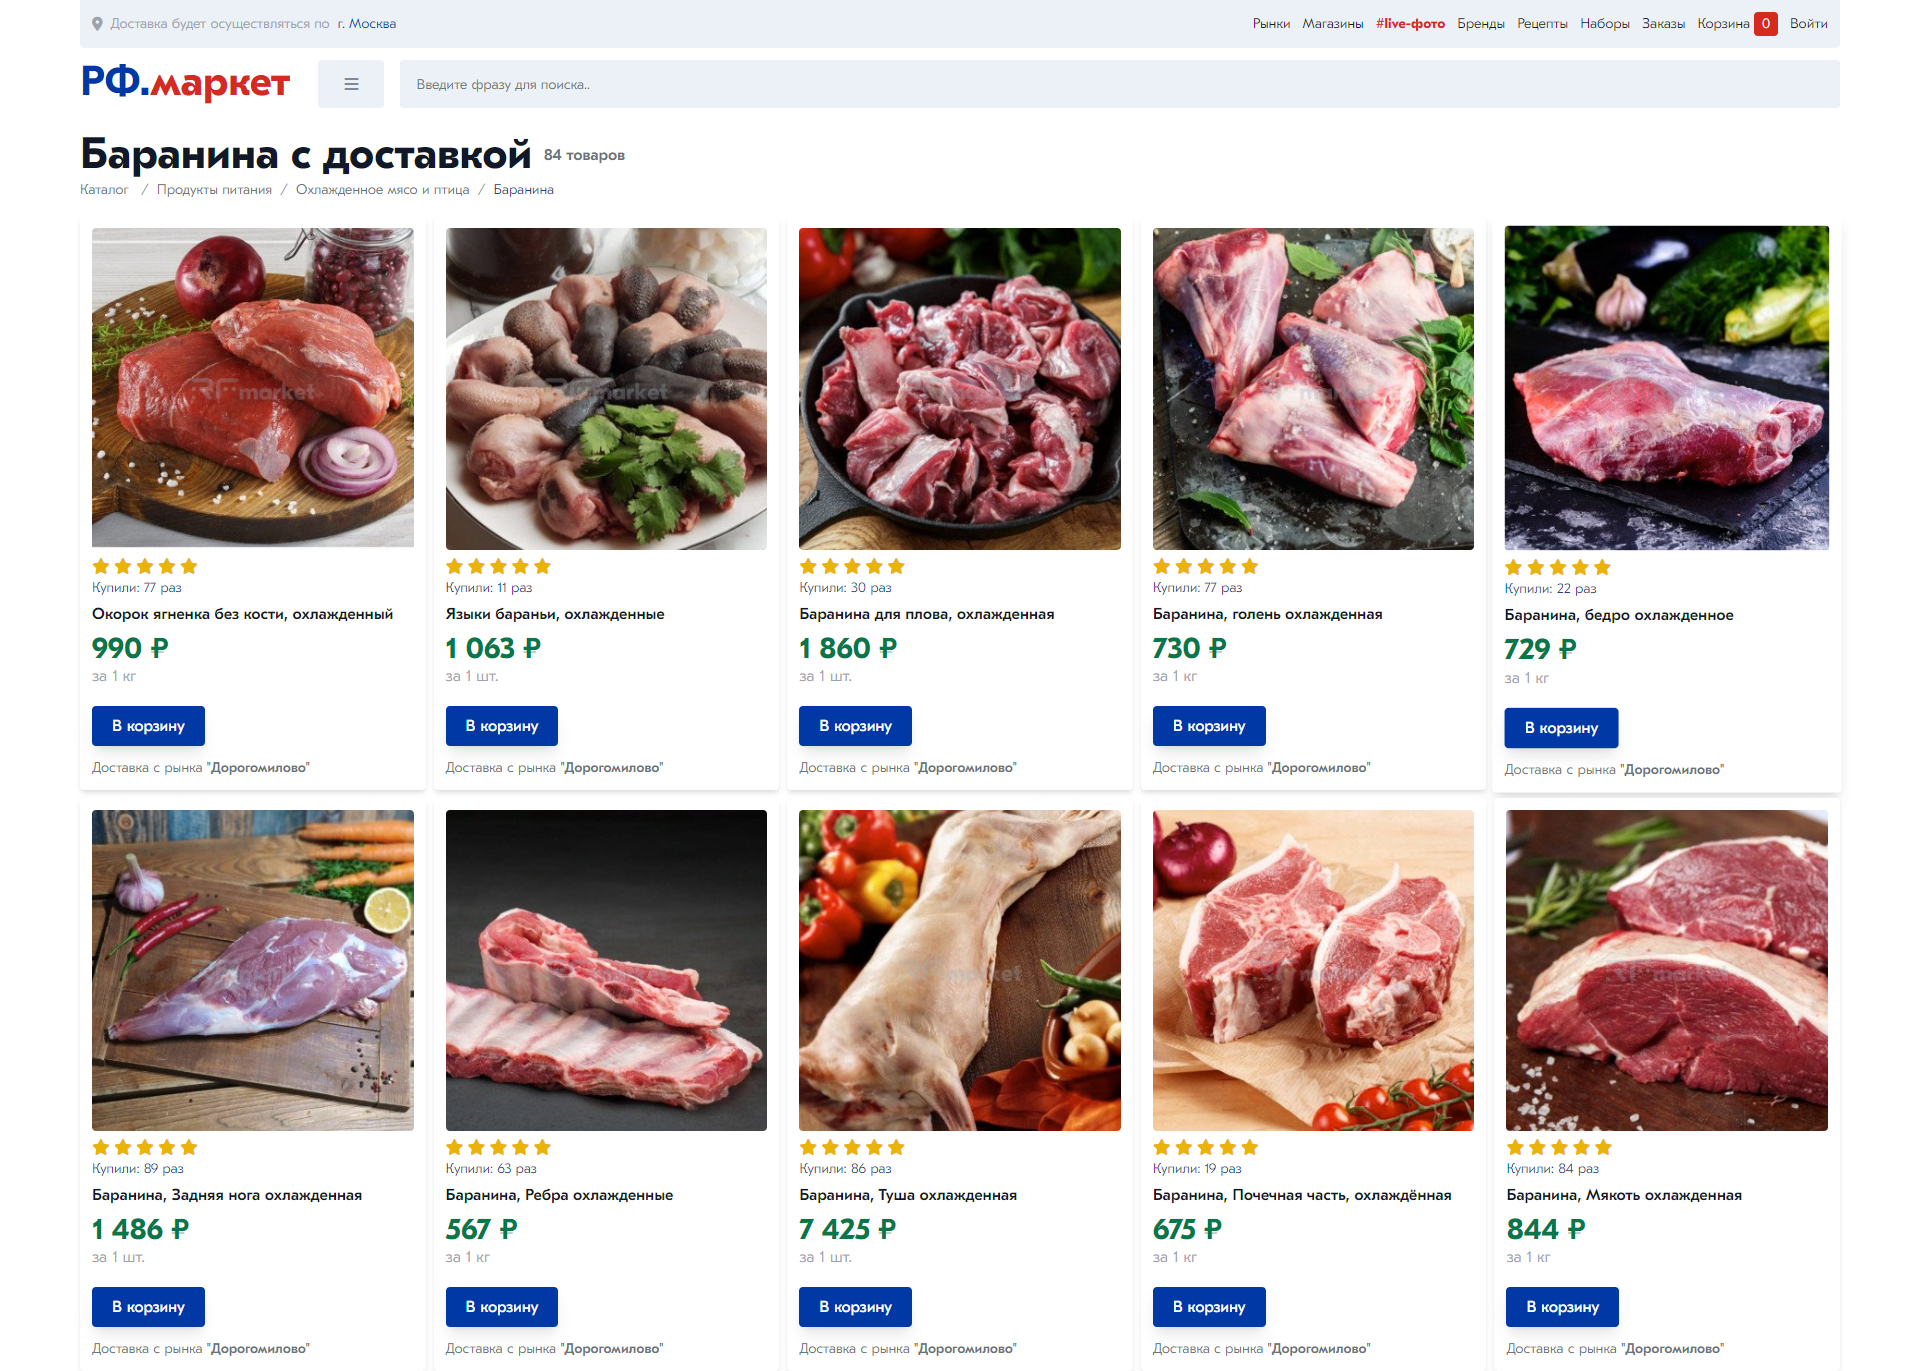 Доставка будет осуществляться по г. Москва
Рынки Магазины #live-фото Бренды Рецепты Наборы Заказы Корзина 0 Войти
РФ.маркет
Введите фразу для поиска..
Баранина с доставкой 84 товаров
Каталог / Продукты питания / Охлажденное мясо и птица / Баранина
RFmarket
RFmarket
RFmarket
RFmarket
Купили: 77 раз
Окорок ягненка без кости, охлажденный
990 ₽
за 1 кг
В корзину
Доставка с рынка "Дорогомилово"
Купили: 11 раз
Языки бараньи, охлажденные
1 063 ₽
за 1 шт.
В корзину
Доставка с рынка "Дорогомилово"
Купили: 30 раз
Баранина для плова, охлажденная
1 860 ₽
за 1 шт.
В корзину
Доставка с рынка "Дорогомилово"
Купили: 77 раз
Баранина, голень охлажденная
730 ₽
за 1 кг
В корзину
Доставка с рынка "Дорогомилово"
Купили: 22 раз
Баранина, бедро охлажденное
729 ₽
за 1 кг
В корзину
Доставка с рынка "Дорогомилово"
RFmarket
RFmarket
RFmarket
Купили: 89 раз
Баранина, Задняя нога охлажденная
1 486 ₽
за 1 шт.
В корзину
Доставка с рынка "Дорогомилово"
Купили: 63 раз
Баранина, Ребра охлажденные
567 ₽
за 1 кг
В корзину
Доставка с рынка "Дорогомилово"
Купили: 86 раз
Баранина, Туша охлажденная
7 425 ₽
за 1 шт.
В корзину
Доставка с рынка "Дорогомилово"
Купили: 19 раз
Баранина, Почечная часть, охлаждённая
675 ₽
за 1 кг
В корзину
Доставка с рынка "Дорогомилово"
Купили: 84 раз
Баранина, Мякоть охлажденная
844 ₽
за 1 кг
В корзину
Доставка с рынка "Дорогомилово"